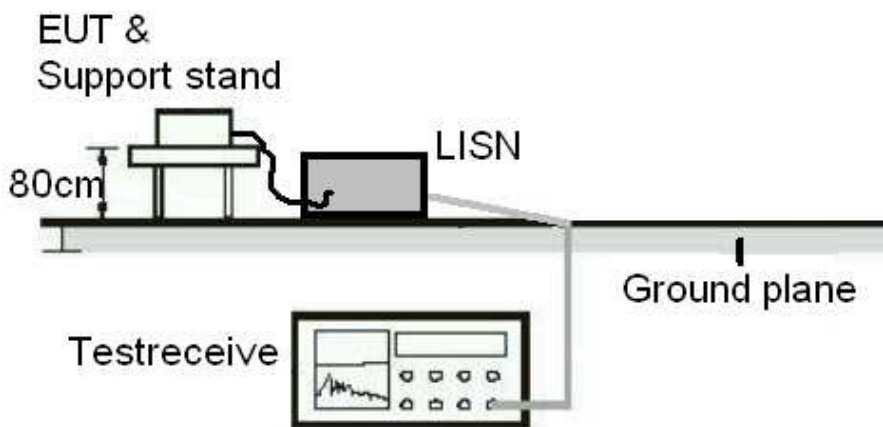 EUT &
Support stand
LISN
80cm
Ground plane
Testreceive